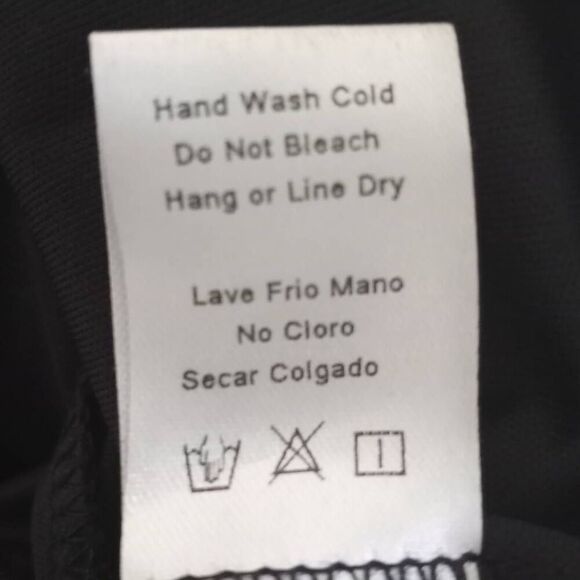 Hand Wash Cold
Do Not Bleach
Hang or Line Dry
Lave Frio Mano
No Cloro
Secar Colgado